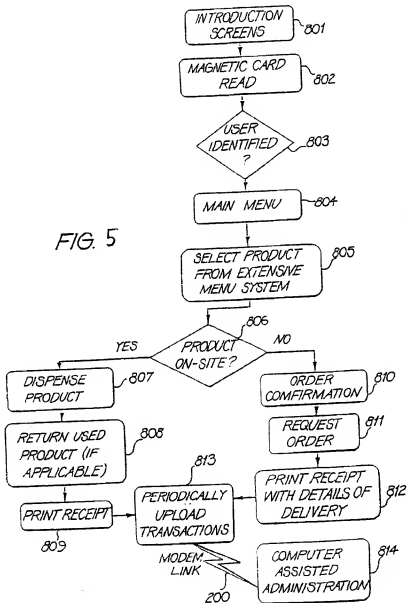 INTRODUCTION
SCREENS
801
MAGNETIC CARD
READ
802
USER
IDENTIFIED
?
803
MAIN MENU
804
FIG. 5
SELECT PRODUCT
FROM EXTENSIVE
MENU SYSTEM
805
806
YES
PRODUCT
ON-SITE?
NO
DISPENSE
PRODUCT
807
ORDER
COMFIRMATION
810
RETURN USED
PRODUCT (IF
APPLICABLE)
808
REQUEST
ORDER
811
813
PRINT RECEIPT
809
PERIODICALLY
UPLOAD
TRANSACTIONS
PRINT RECEIPT
WITH DETAILS OF
DELIVERY
812
MODEM
LINK
200
COMPUTER
ASSISTED
ADMINISTRATION
814